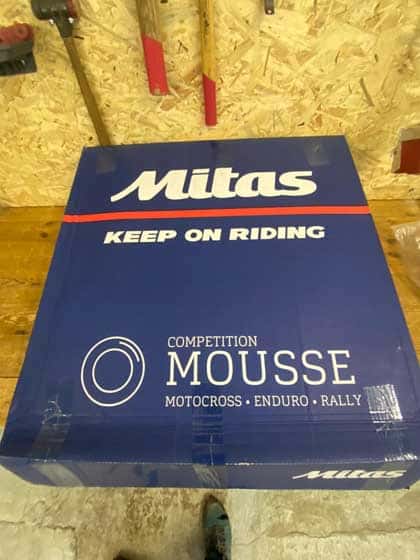 Mitas
KEEP ON RIDING
COMPETITION
MOUSSE
MOTOCROSS • ENDURO • RALLY
Mitas